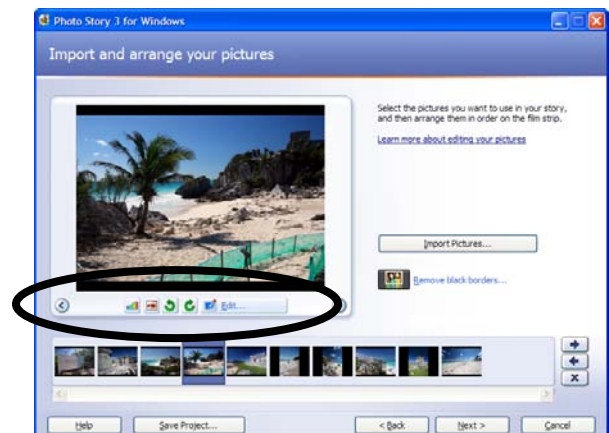 Photo Story 3 for Windows
Import and arrange your pictures
Select the pictures you want to use in your story,
and then arrange them in order on the film strip.
Learn more about editing your pictures
Import Pictures...
Remove black borders...
Edit...
Help
Save Project...
< Back
Next >
Cancel